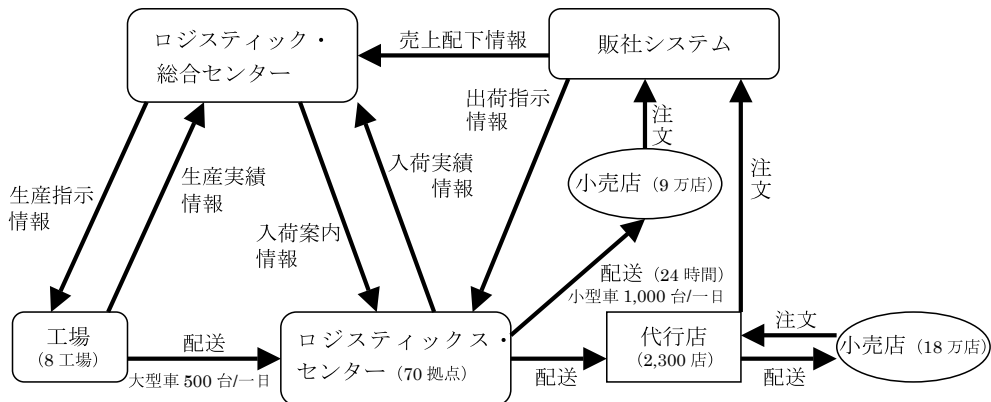 ロジスティック・
総合センター
売上配下情報
販社システム
出荷指示
情報
注
文
注
文
小売店（9 万店）
生産指示
情報
生産実績
情報
入荷案内
情報
入荷実績
情報
配送（24 時間）
小型車 1,000 台/一日
工場
（8 工場）
配送
大型車 500 台/一日
ロジスティックス・
センター（70 拠点）
配送
代行店
（2,300 店）
注文
配送
小売店（18 万店）